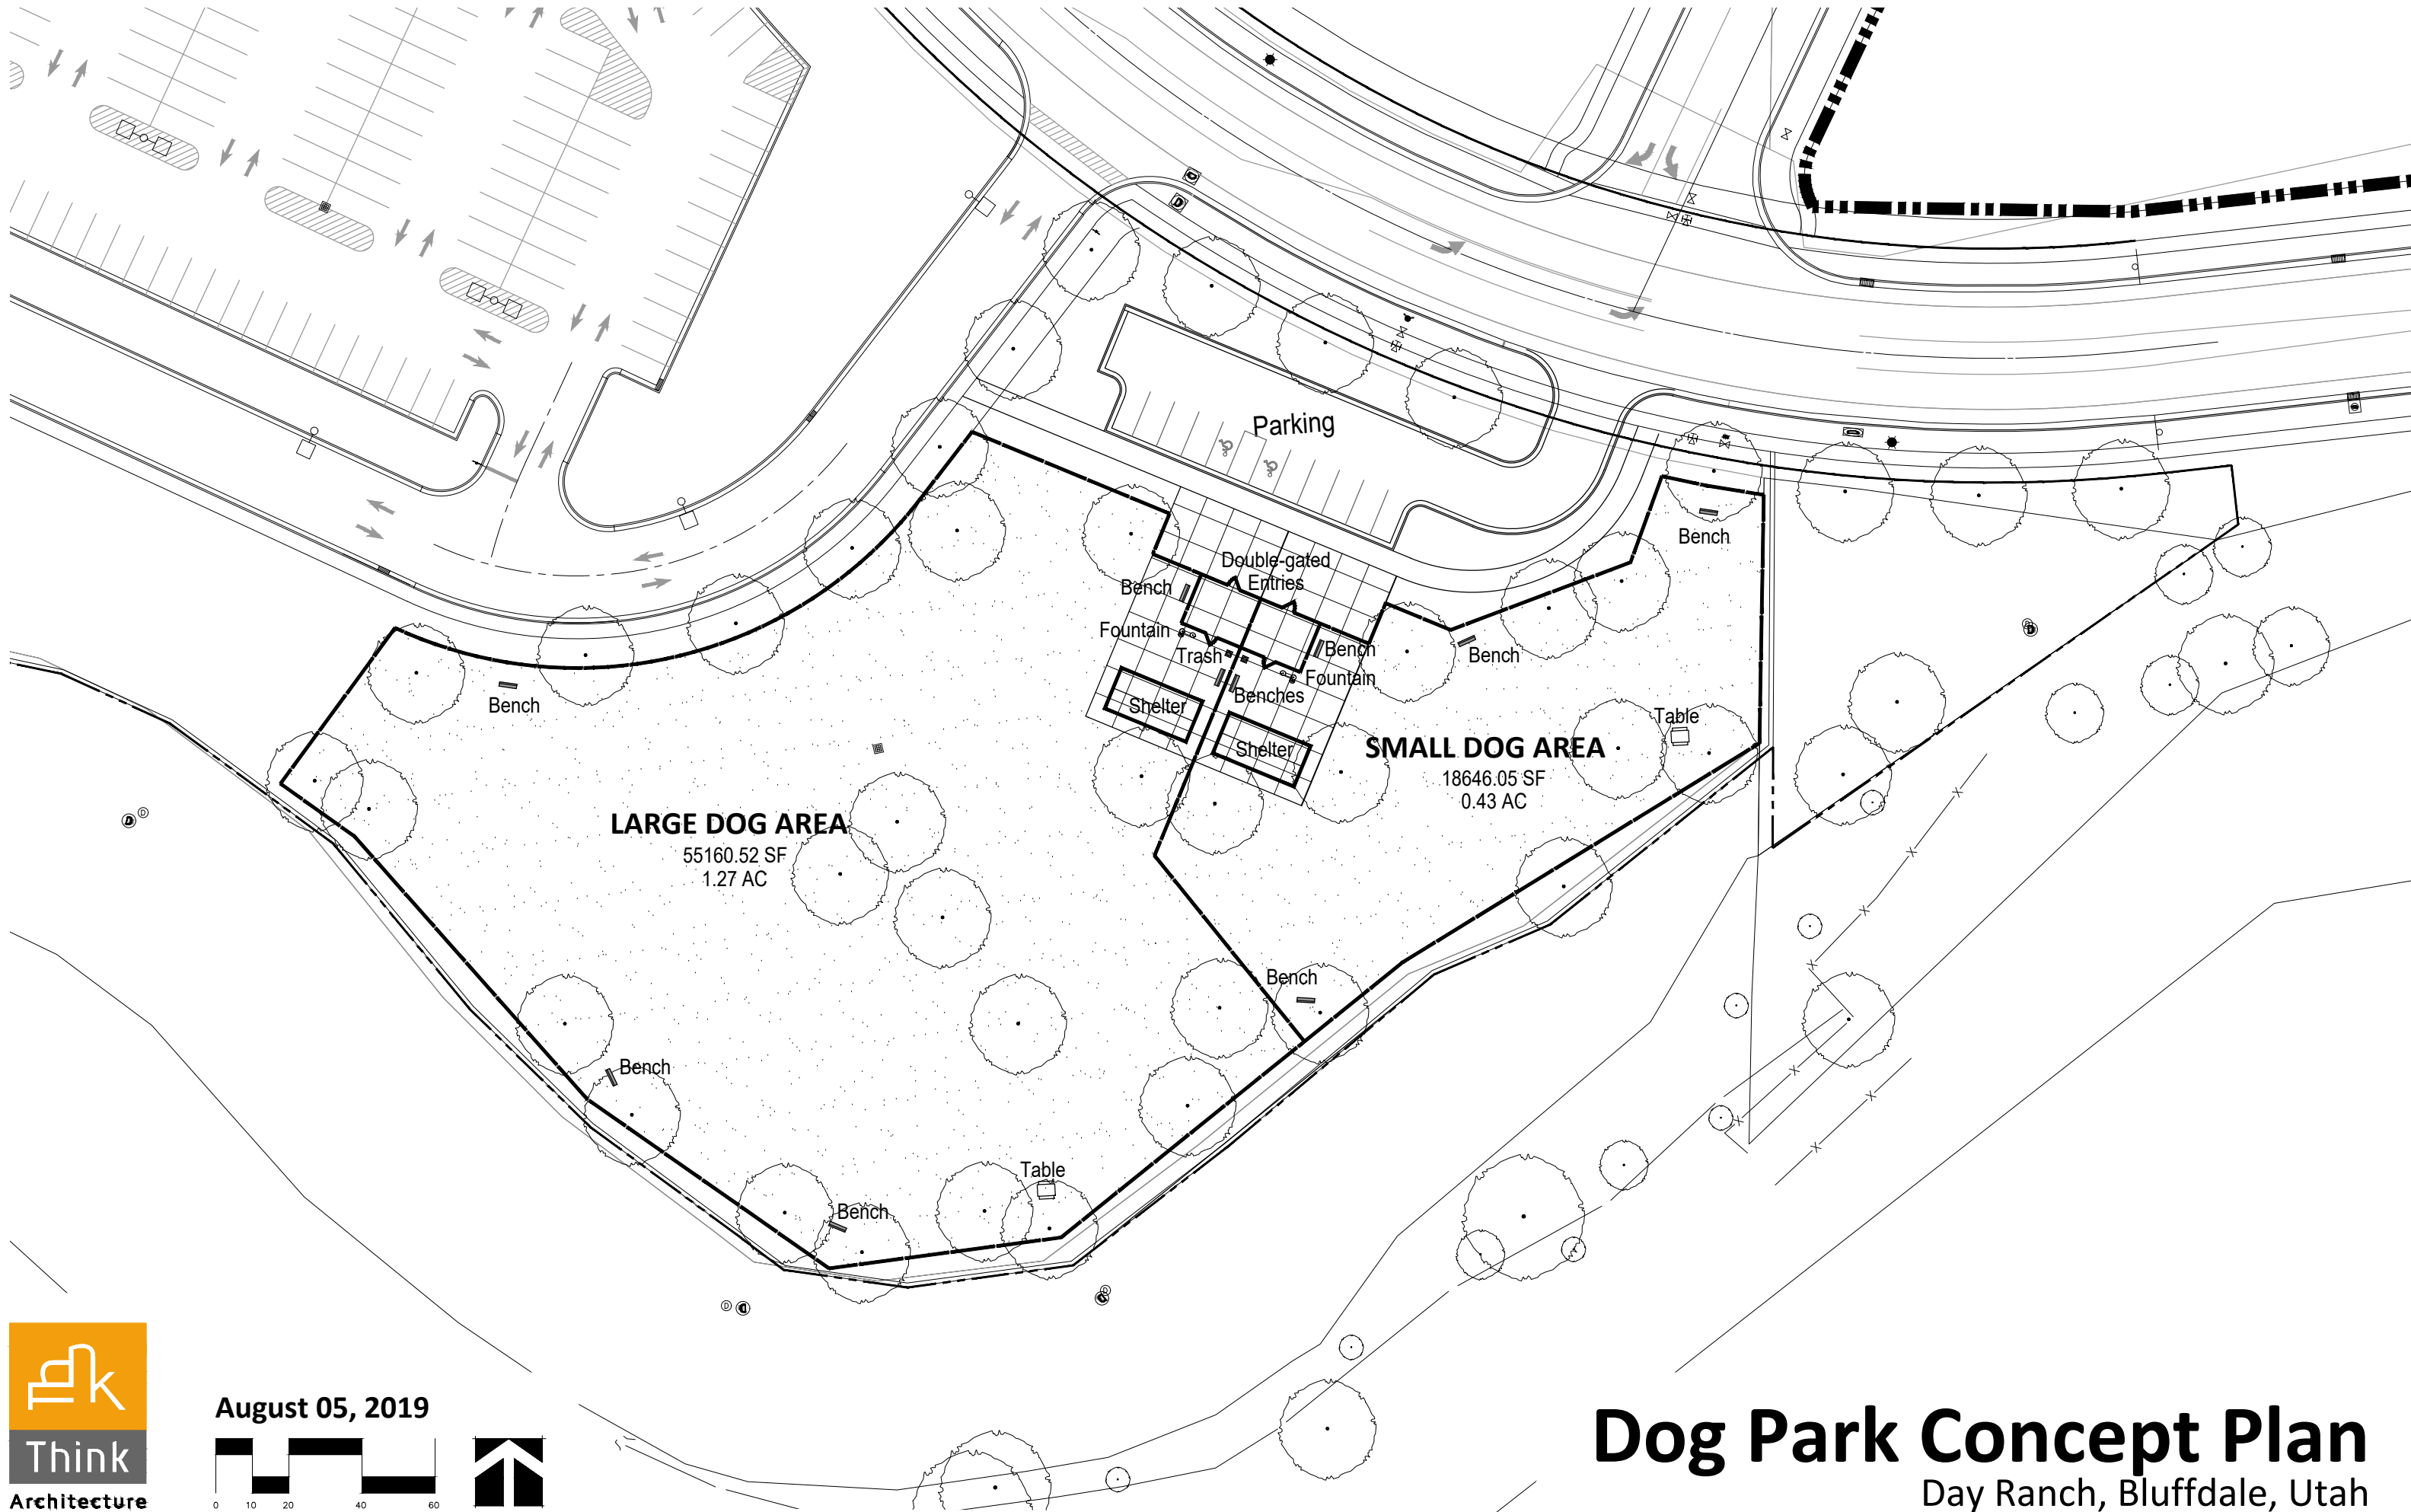 Parking
Bench
Double-gated
Entries
Bench
Fountain
Trash
Bench
Bench
Fountain
Benches
Shelter
Shelter
Table
Bench
SMALL DOG AREA
18646.05 SF
0.43 AC
LARGE DOG AREA
55160.52 SF
1.27 AC
Bench
Bench
Table
Bench
D
D
D
D
D
X
X
X
X
X
X
X
X
Think
Architecture
August 05, 2019
0 10 20 40 60
Dog Park Concept Plan
Day Ranch, Bluffdale, Utah